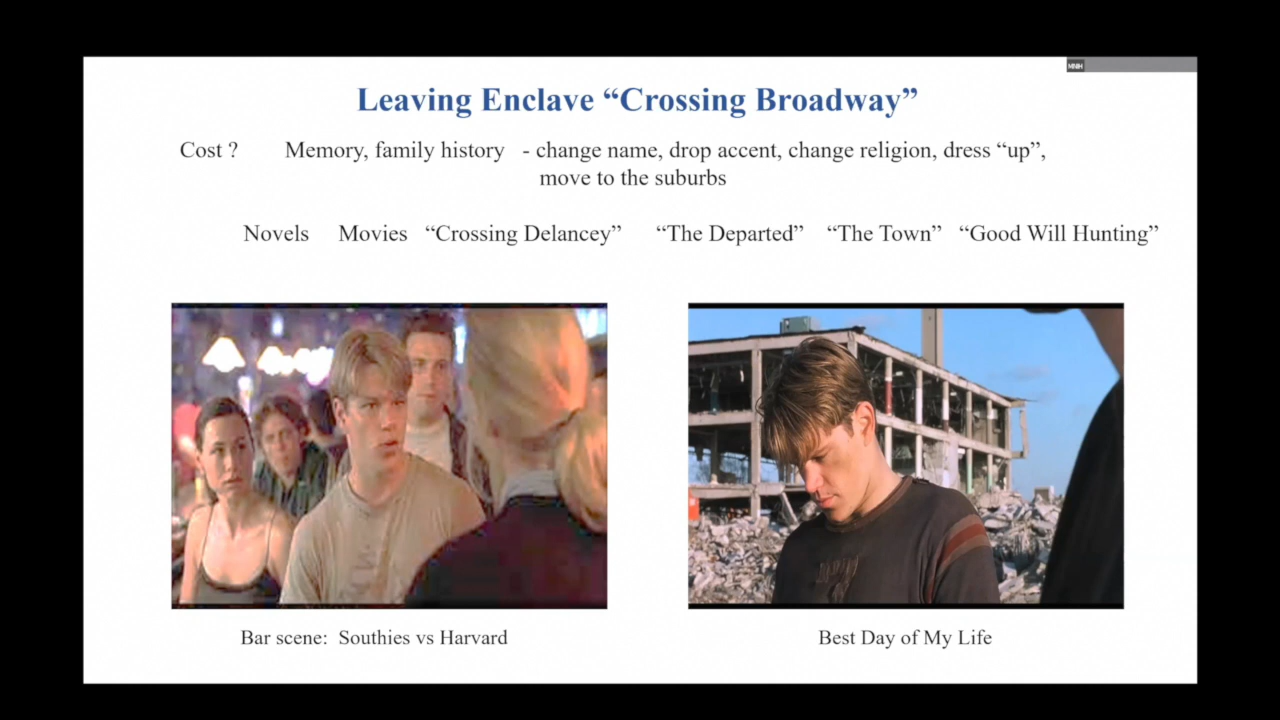 MNIH
Leaving Enclave “Crossing Broadway”
Cost ? Memory, family history - change name, drop accent, change religion, dress “up”,
move to the suburbs
Novels Movies “Crossing Delancey” “The Departed” “The Town” “Good Will Hunting”
Bar scene: Southies vs Harvard
Best Day of My Life